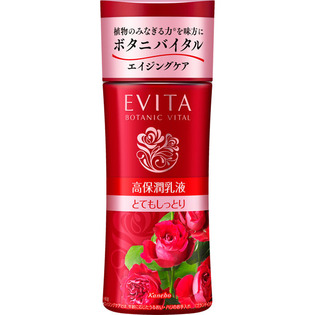 植物のみなぎる力※を味方に
ボタニバイタル
エイジングケア
EVITA
BOTANIC VITAL
高保潤乳液
とてもしっとり
Kanebo